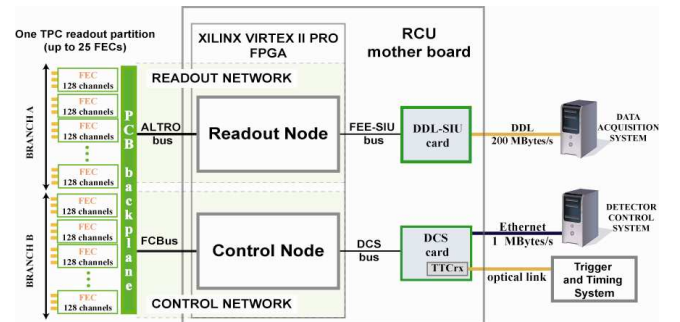 One TPC readout partition
(up to 25 FECs)
XILINX VIRTEX II PRO
FPGA
RCU
mother board
READOUT NETWORK
BRANCH A
FEC
128 channels
FEC
128 channels
FEC
128 channels
FEC
128 channels
PCB backplane
ALTRO
bus
Readout Node
FEE-SIU
bus
DDL-SIU
card
DDL
200 MBytes/s
DATA
ACQUISITION
SYSTEM
BRANCH B
FEC
128 channels
FEC
128 channels
FEC
128 channels
FEC
128 channels
FCBus
Control Node
DCS
bus
DCS
card
TTCrx
Ethernet
1 MBytes/s
DETECTOR
CONTROL
SYSTEM
optical link
Trigger
and Timing
System
CONTROL NETWORK